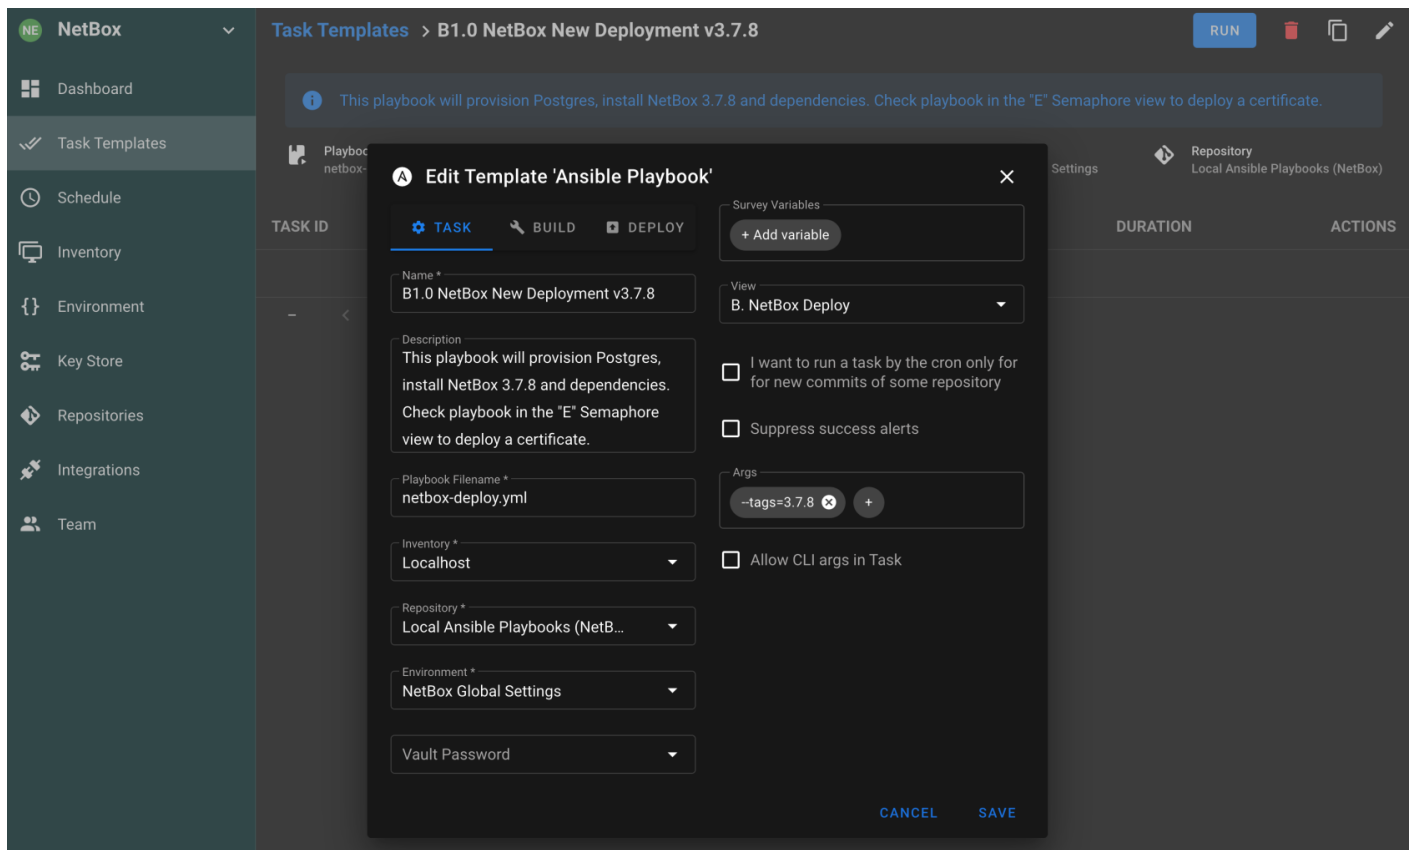 NE NetBox
Dashboard
Task Templates
Schedule
Inventory
Environment
Key Store
Repositories
Integrations
Team
Task Templates > B1.0 NetBox New Deployment v3.7.8
RUN
This playbook will provision Postgres, install NetBox 3.7.8 and dependencies. Check playbook in the "E" Semaphore view to deploy a certificate.
netbox-
Settings
Repository
Local Ansible Playbooks (NetBox)
TASK ID DURATION ACTIONS
Edit Template 'Ansible Playbook'
TASK BUILD DEPLOY
Name *
B1.0 NetBox New Deployment v3.7.8
Description
This playbook will provision Postgres,
install NetBox 3.7.8 and dependencies.
Check playbook in the "E" Semaphore
view to deploy a certificate.
Playbook Filename *
netbox-deploy.yml
Inventory *
Localhost
Repository *
Local Ansible Playbooks (NetB...
Environment *
NetBox Global Settings
Vault Password
Survey Variables
+ Add variable
View
B. NetBox Deploy
I want to run a task by the cron only for
for new commits of some repository
Suppress success alerts
Args
--tags=3.7.8
+
Allow CLI args in Task
CANCEL SAVE